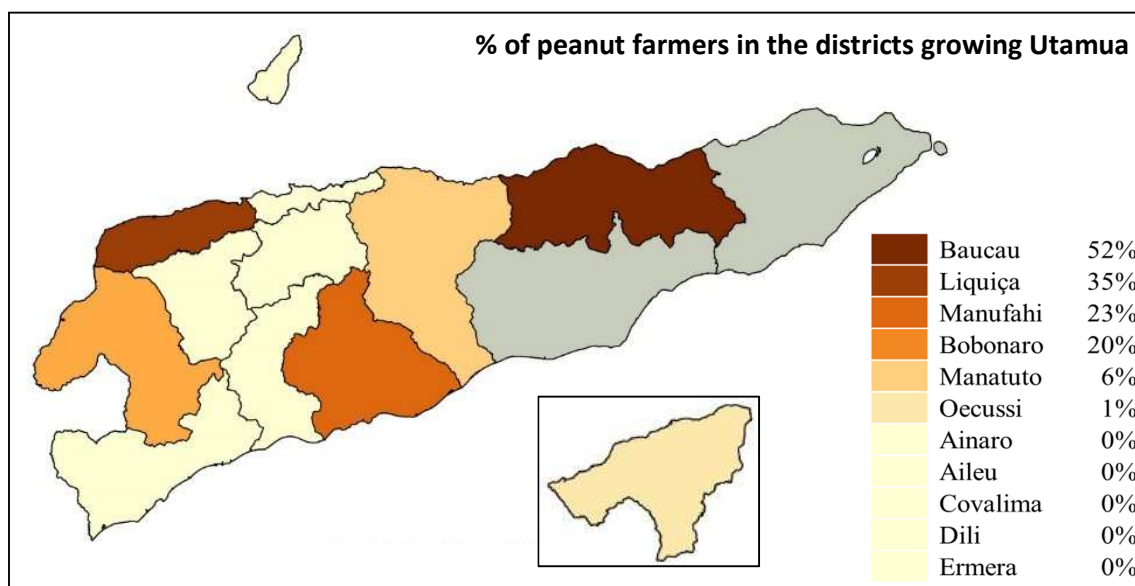 % of peanut farmers in the districts growing Utamua
Baucau 52%
Liquiça 35%
Manufahi 23%
Bobonaro 20%
Manatuto 6%
Oecussi 1%
Ainaro 0%
Aileu 0%
Covalima 0%
Dili 0%
Ermera 0%